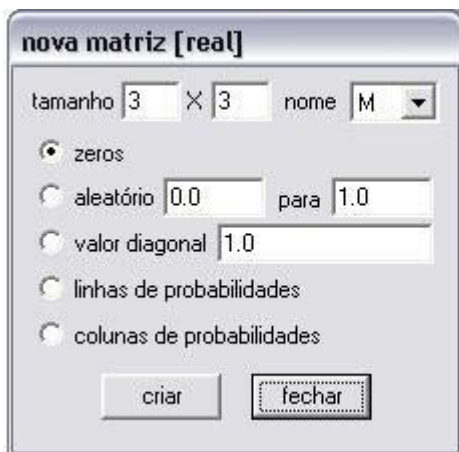 nova matriz [real]
tamanho 3 X 3 nome M
zeros
aleatório 0.0 para 1.0
valor diagonal 1.0
linhas de probabilidades
colunas de probabilidades
criar fechar